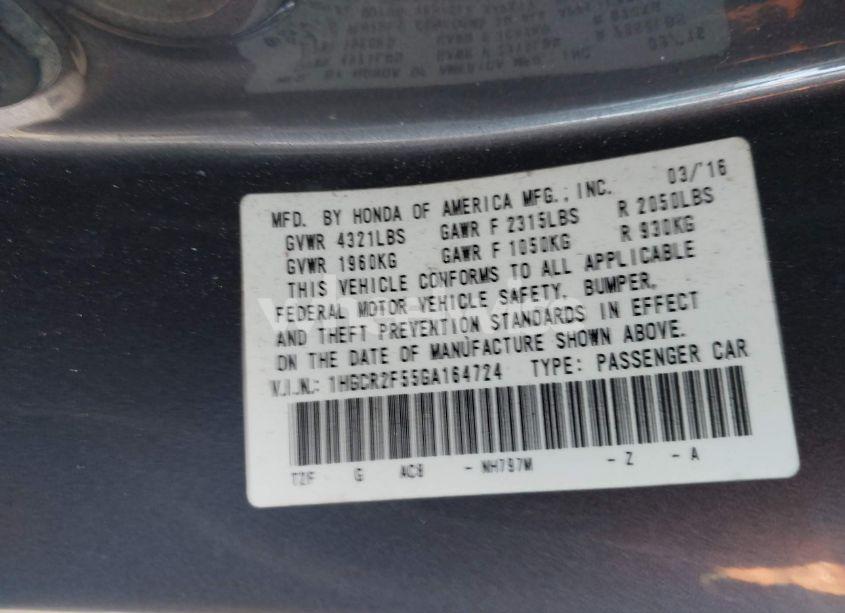 03/'16
MFD. BY HONDA OF AMERICA MFG., INC.
GVWR 4321LBS GAWR F 2315LBS R 2050LBS
GVWR 1960KG GAWR F 1050KG R 930KG
THIS VEHICLE CONFORMS TO ALL APPLICABLE
FEDERAL MOTOR VEHICLE SAFETY, BUMPER,
AND THEFT PREVENTION STANDARDS IN EFFECT
ON THE DATE OF MANUFACTURE SHOWN ABOVE.
V.I.N.: 1HGCR2F55GA164724 TYPE: PASSENGER CAR
T2F G AC8 - NH797M - Z - A